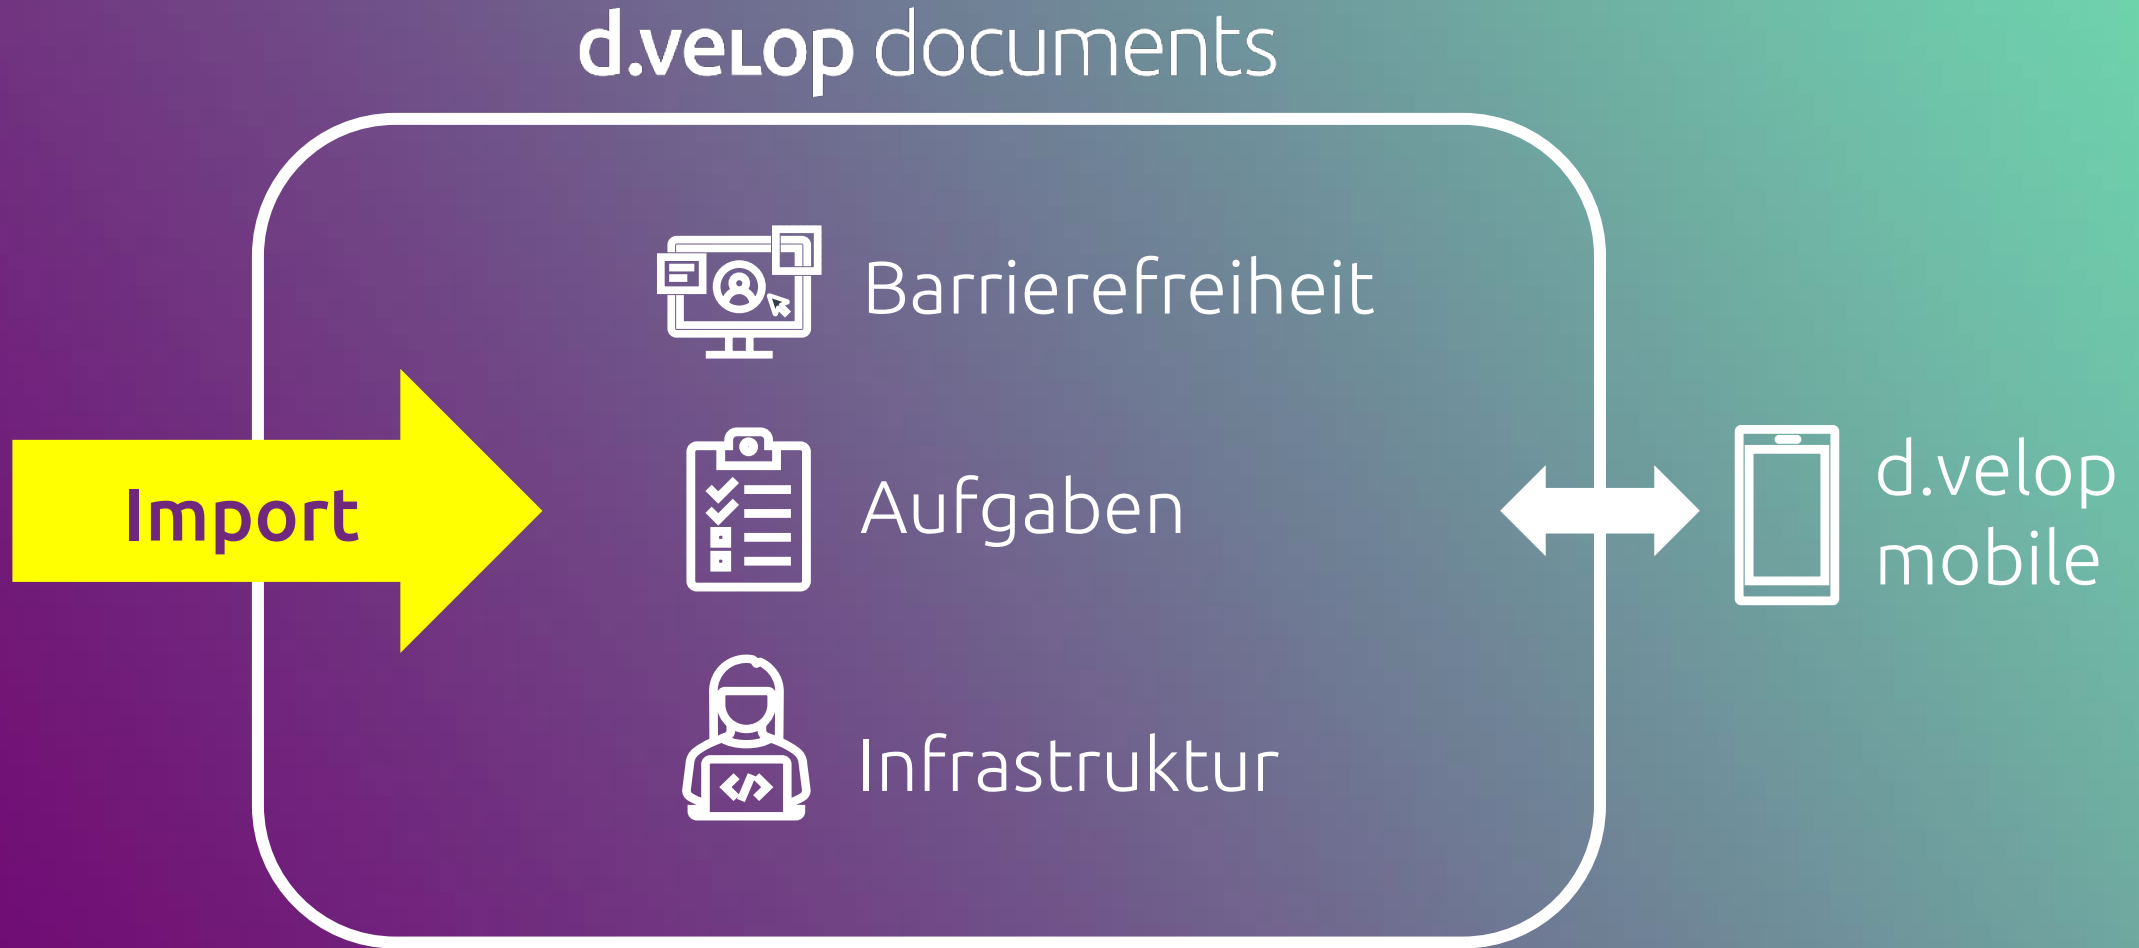 d.velop documents
Barrierefreiheit
Import
Aufgaben
d.velop
mobile
Infrastruktur